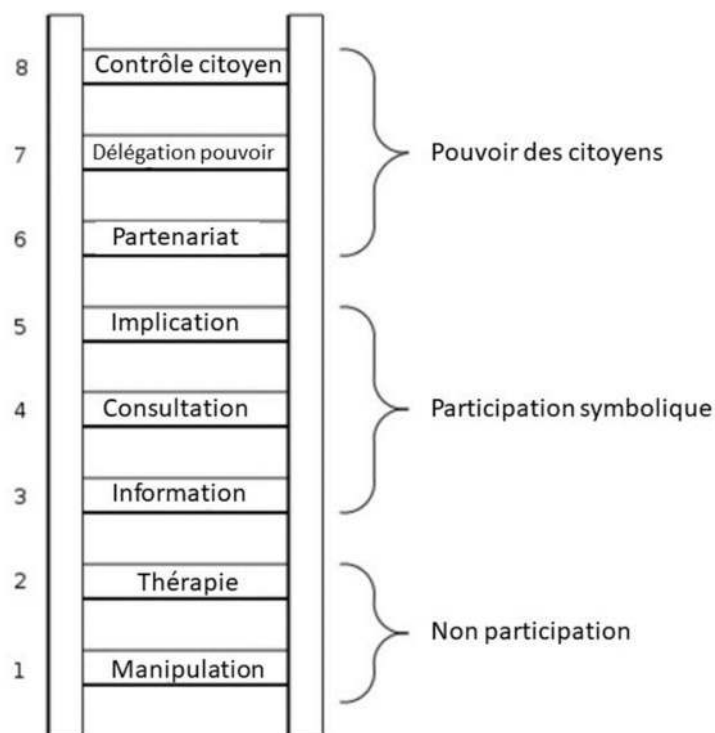 8 Contrôle citoyen
7 Délégation pouvoir
Pouvoir des citoyens
6 Partenariat
5 Implication
4 Consultation
Participation symbolique
3 Information
2 Thérapie
Non participation
1 Manipulation